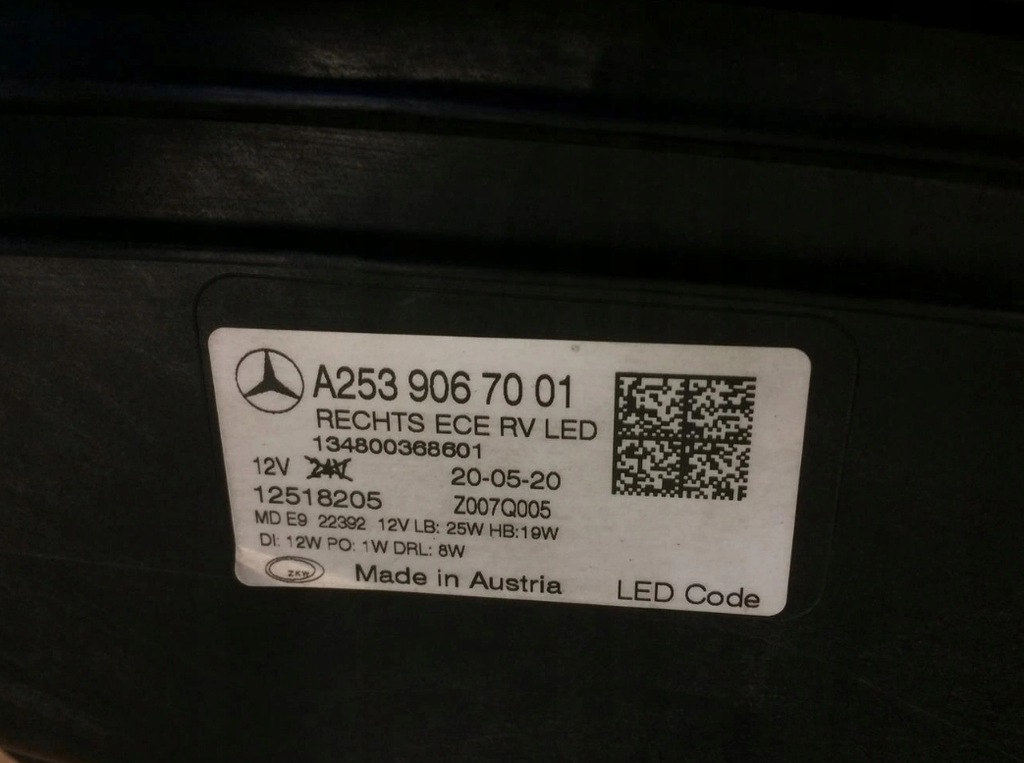 A253 906 70 01
RECHTS ECE RV LED
134800368601
12V 24V 20-05-20
12518205 Z007Q005
MD E9 22392 12V LB: 25W HB:19W
DI: 12W PO: 1W DRL: 8W
ZKW Made in Austria LED Code